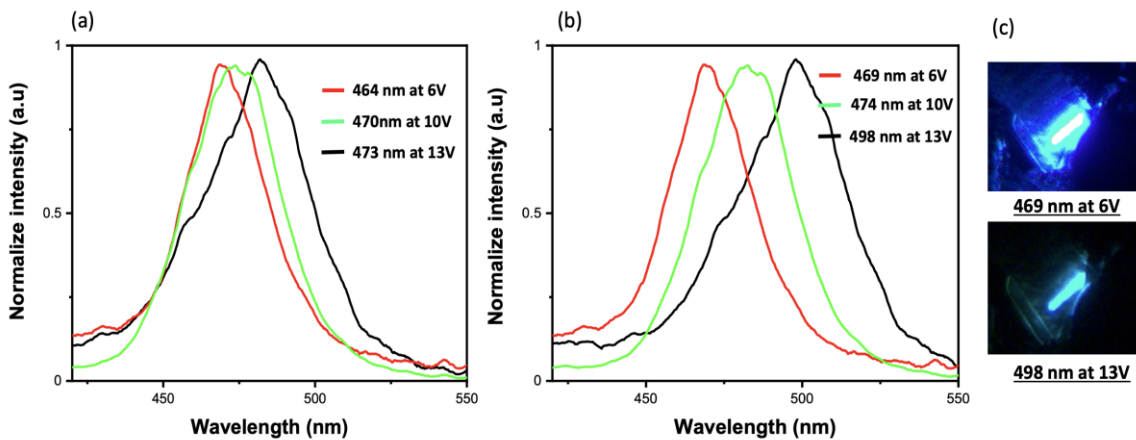 (a)
Normalize intensity (a.u)
1
0.5
0
464 nm at 6V
470nm at 10V
473 nm at 13V
450
500
550
Wavelength (nm)
(b)
Normalize intensity (a.u)
1
0.5
0
469 nm at 6V
474 nm at 10V
498 nm at 13V
450
500
550
Wavelength (nm)
(c)
469 nm at 6V
498 nm at 13V